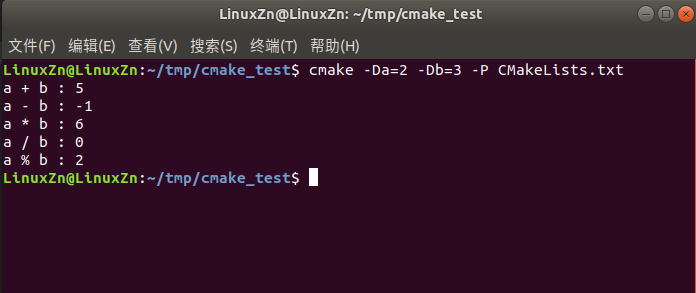 LinuxZn@LinuxZn: ~/tmp/cmake_test
文件(F) 编辑(E) 查看(V) 搜索(S) 终端(T) 帮助(H)
LinuxZn@LinuxZn:~/tmp/cmake_test$ cmake -Da=2 -Db=3 -P CMakeLists.txt
a + b : 5
a - b : -1
a * b : 6
a / b : 0
a % b : 2
LinuxZn@LinuxZn:~/tmp/cmake_test$